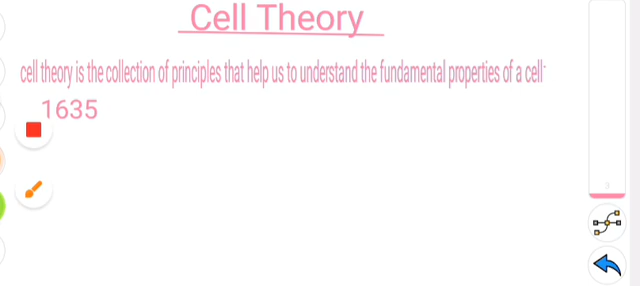 Cell Theory
cell theory is the collection of principles that help us to understand the fundamental properties of a cell
1635